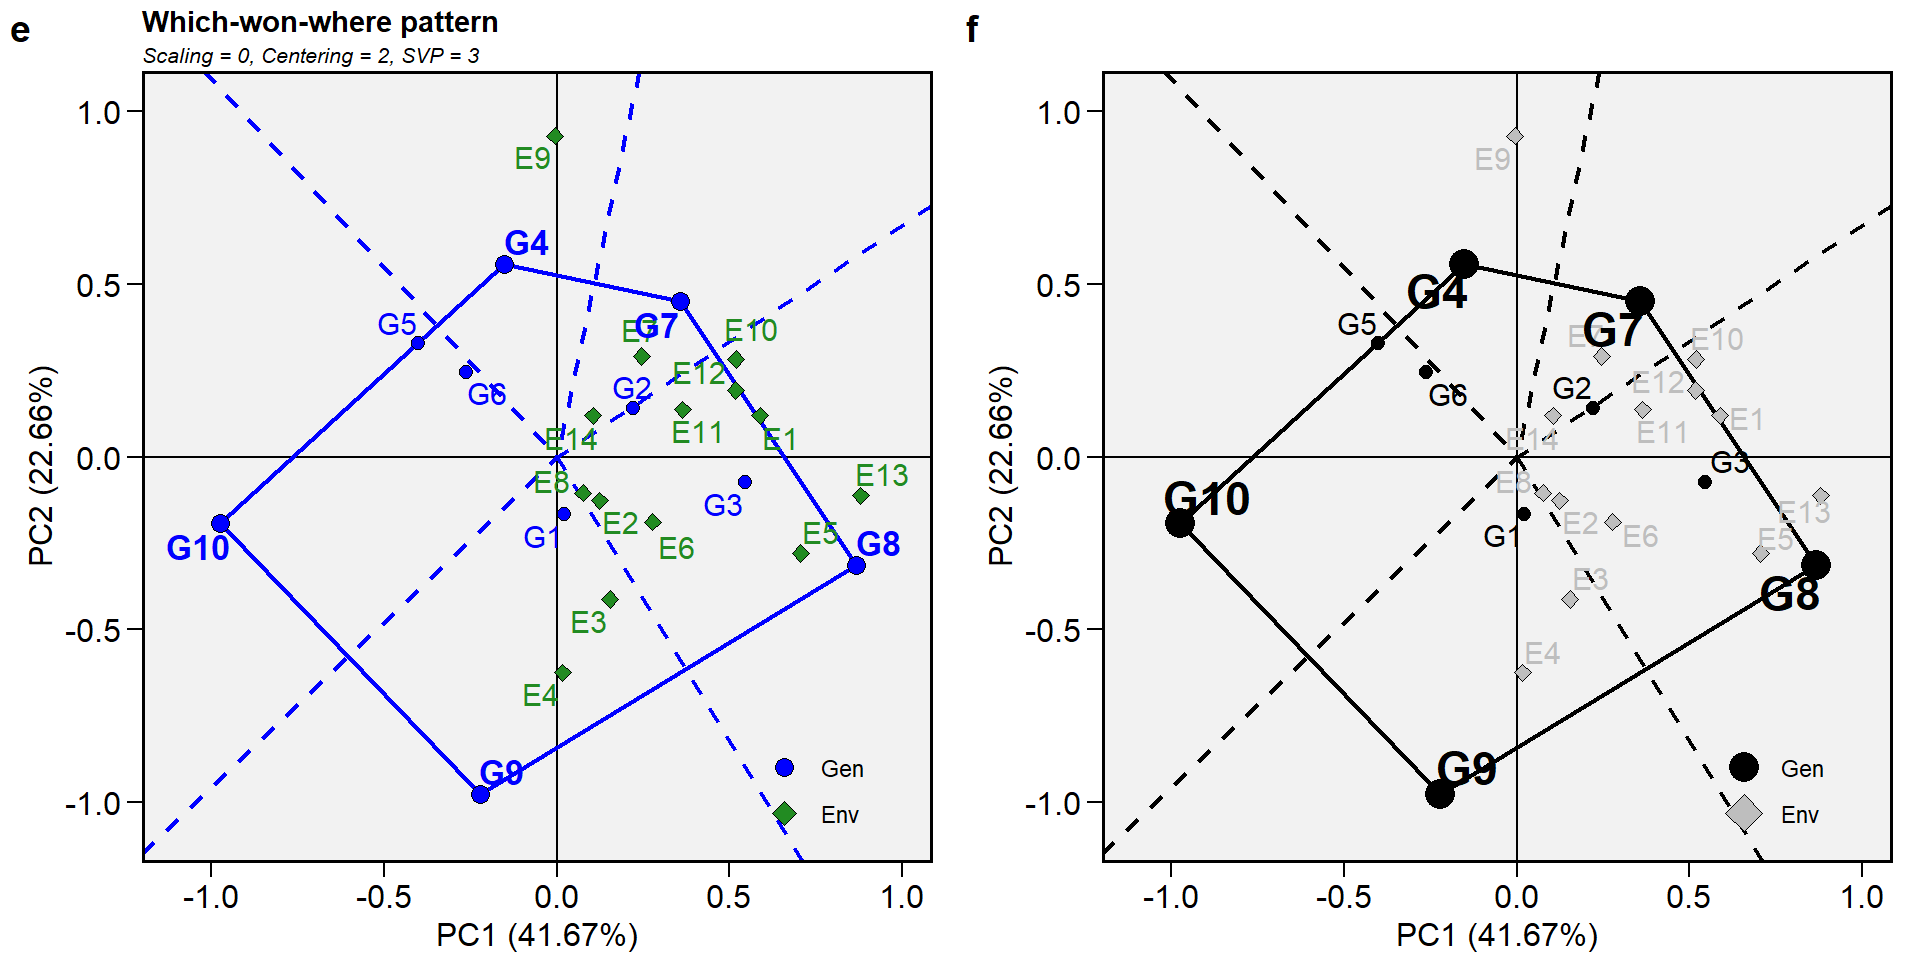 e
Which-won-where pattern
Scaling = 0, Centering = 2, SVP = 3
1.0
0.5
0.0
-0.5
-1.0
PC2 (22.66%)
E9
G4
G5
G7
E7
E10
G6
G2
E12
E14
E11
E1
E8
E13
G3
E2
G1
E6
E5
G8
G10
E3
E4
G9
Gen
Env
-1.0
-0.5
0.0
0.5
1.0
PC1 (41.67%)
f
1.0
0.5
0.0
-0.5
-1.0
PC2 (22.66%)
E9
G4
G5
G7
E7
E10
G6
G2
E12
E14
E11
E1
G3
E8
G10
E13
E2
G1
E6
E5
E3
G8
E4
G9
Gen
Env
-1.0
-0.5
0.0
0.5
1.0
PC1 (41.67%)